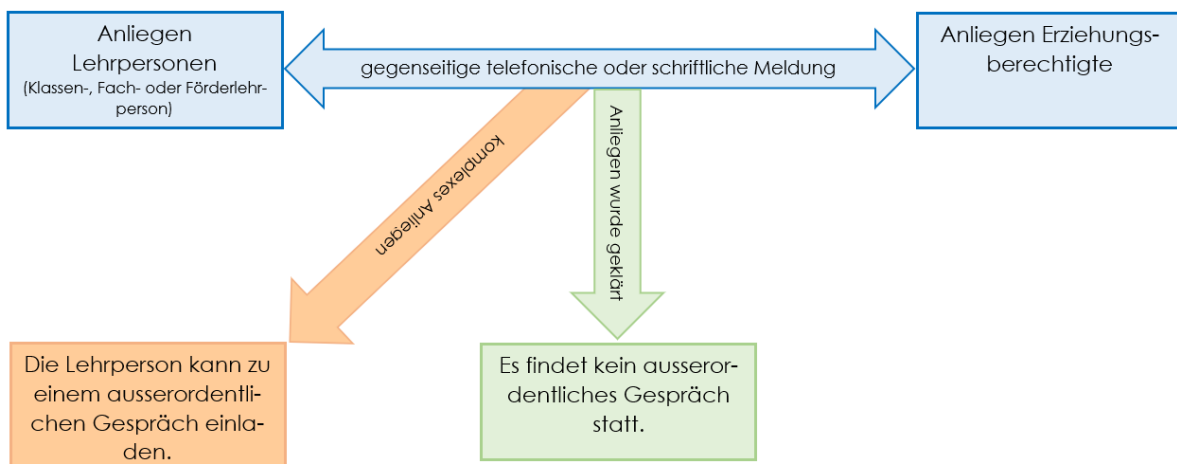 Anliegen
Lehrpersonen
(Klassen-, Fach- oder Förderlehr-
person)
gegenseitige telefonische oder schriftliche Meldung
Anliegen Erziehungs-
berechtigte
komplexes Anliegen
Anliegen wurde geklärt
Die Lehrperson kann zu
einem ausserordentli-
chen Gespräch einla-
den.
Es findet kein ausseror-
dentliches Gespräch
statt.